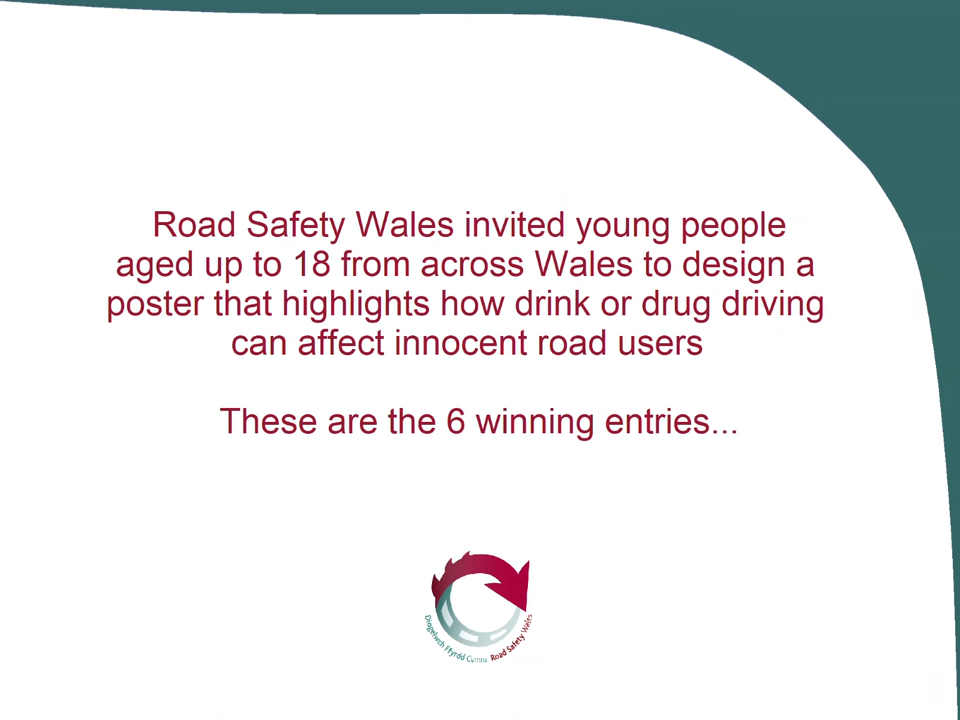 Road Safety Wales invited young people
aged up to 18 from across Wales to design a
poster that highlights how drink or drug driving
can affect innocent road users
These are the 6 winning entries...
Diogelwch Ffyrdd Cymru Road Safety Wales